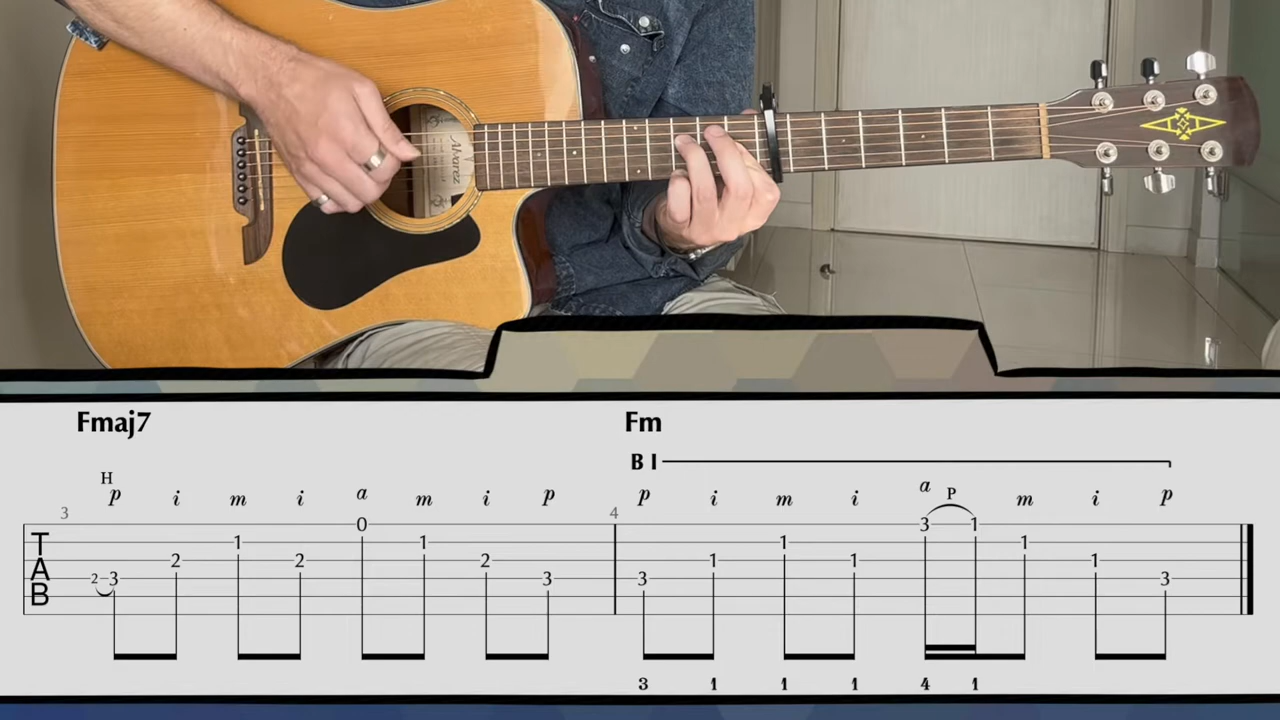 Alvarez
Fmaj7 Fm
B I
H
p i m i a m i p p i m i a P m i p
3 4
T
A
B
0 3 1
1 1 1 1
2 2 2 1 1 1
2 3 3 3 3
3 1 1 1 4 1